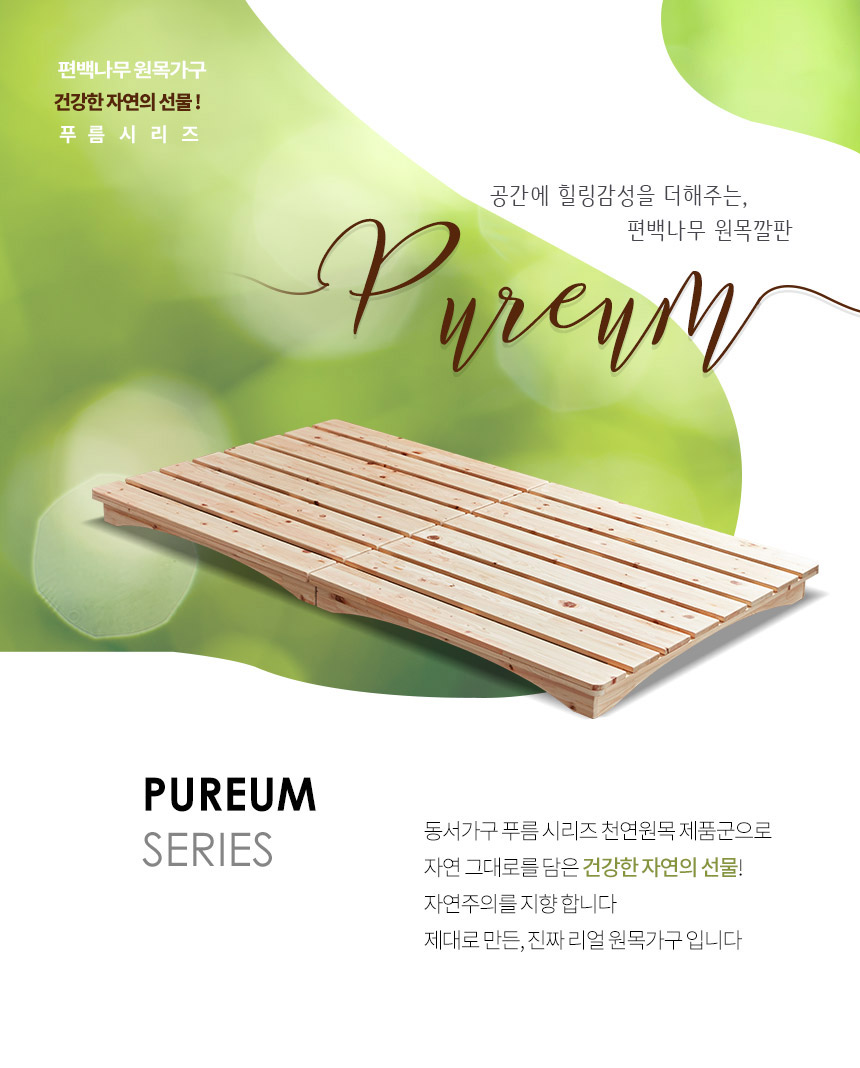 편백나무 원목가구
건강한 자연의 선물!
푸름시리즈
공간에 힐링감성을 더해주는,
편백나무 원목깔판
Pureum
PUREUM
SERIES
동서가구 푸름 시리즈 천연원목 제품군으로
자연 그대로를 담은 건강한 자연의 선물!
자연주의를 지향 합니다
제대로 만든, 진짜 리얼 원목가구 입니다